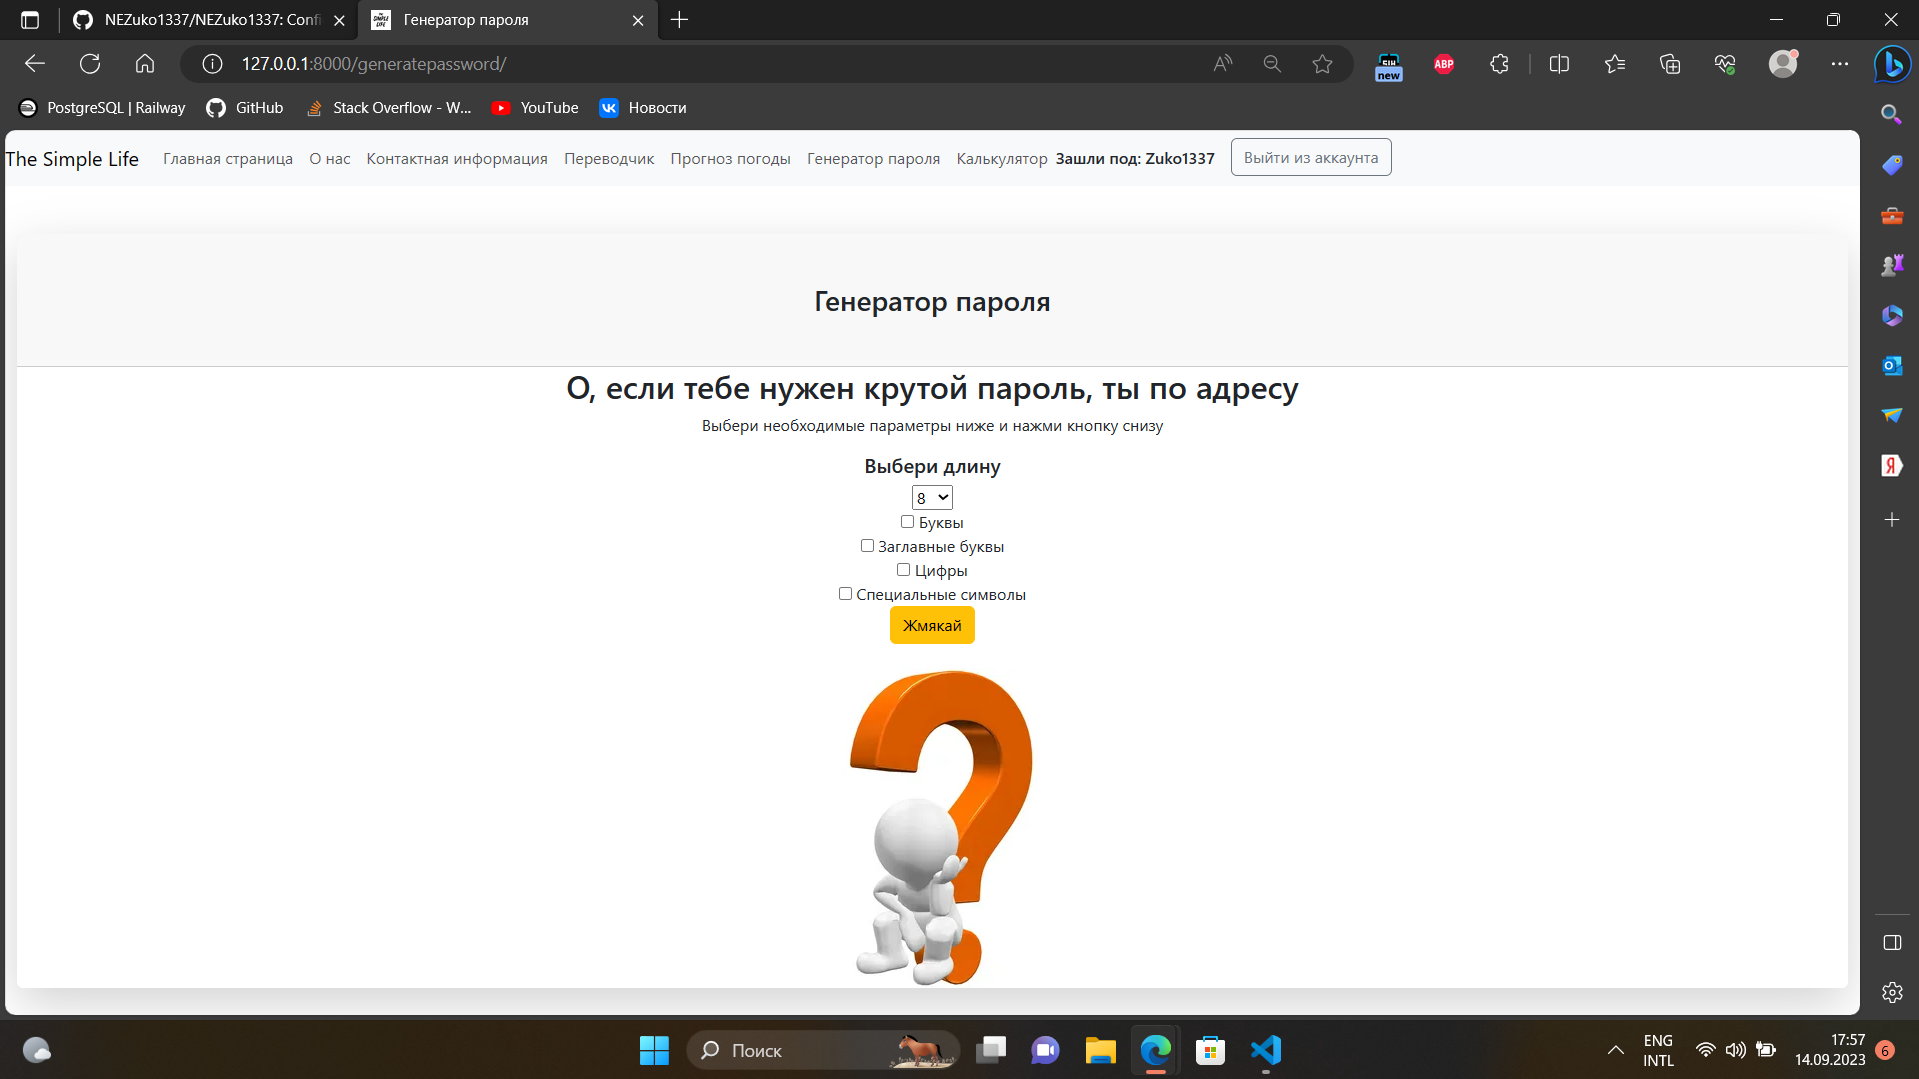 NEZuko1337/NEZuko1337: Confi
Генератор пароля
127.0.0.1:8000/generatepassword/
new
ABP
PostgreSQL | Railway
GitHub
Stack Overflow - W...
YouTube
Новости
The Simple Life
Главная страница
О нас
Контактная информация
Переводчик
Прогноз погоды
Генератор пароля
Калькулятор
Зашли под: Zuko1337
Выйти из аккаунта
Генератор пароля
О, если тебе нужен крутой пароль, ты по адресу
Выбери необходимые параметры ниже и нажми кнопку снизу
Выбери длину
8
Буквы
Заглавные буквы
Цифры
Специальные символы
Жмякай
Поиск
ENG
INTL
17:57
14.09.2023
6